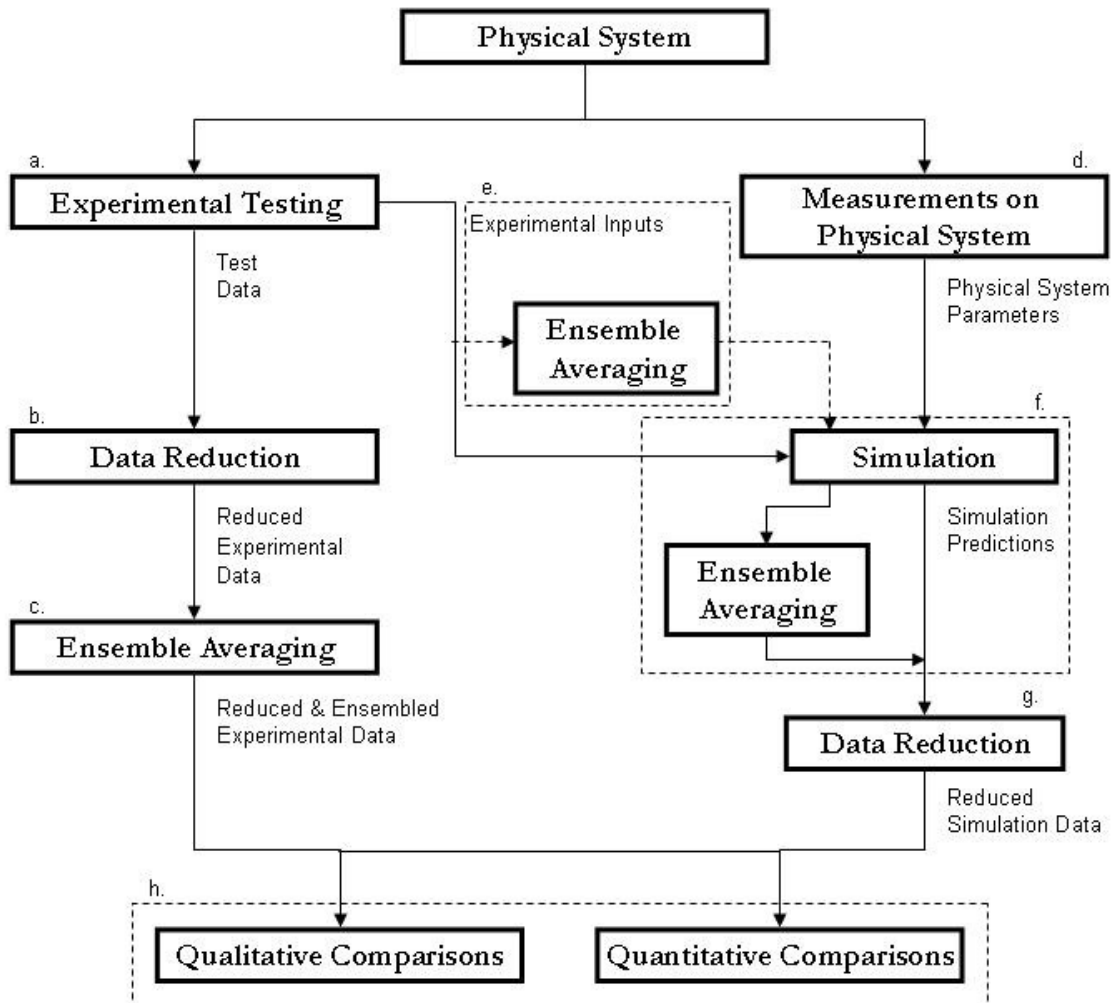 Physical System
a.
Experimental Testing
d.
Measurements on
Physical System
e.
Experimental Inputs
Test
Data
Physical System
Parameters
Ensemble
Averaging
b.
Data Reduction
f.
Simulation
Reduced
Experimental
Data
Simulation
Predictions
Ensemble
Averaging
c.
Ensemble Averaging
Reduced & Ensembled
Experimental Data
g.
Data Reduction
Reduced
Simulation Data
h.
Qualitative Comparisons
Quantitative Comparisons